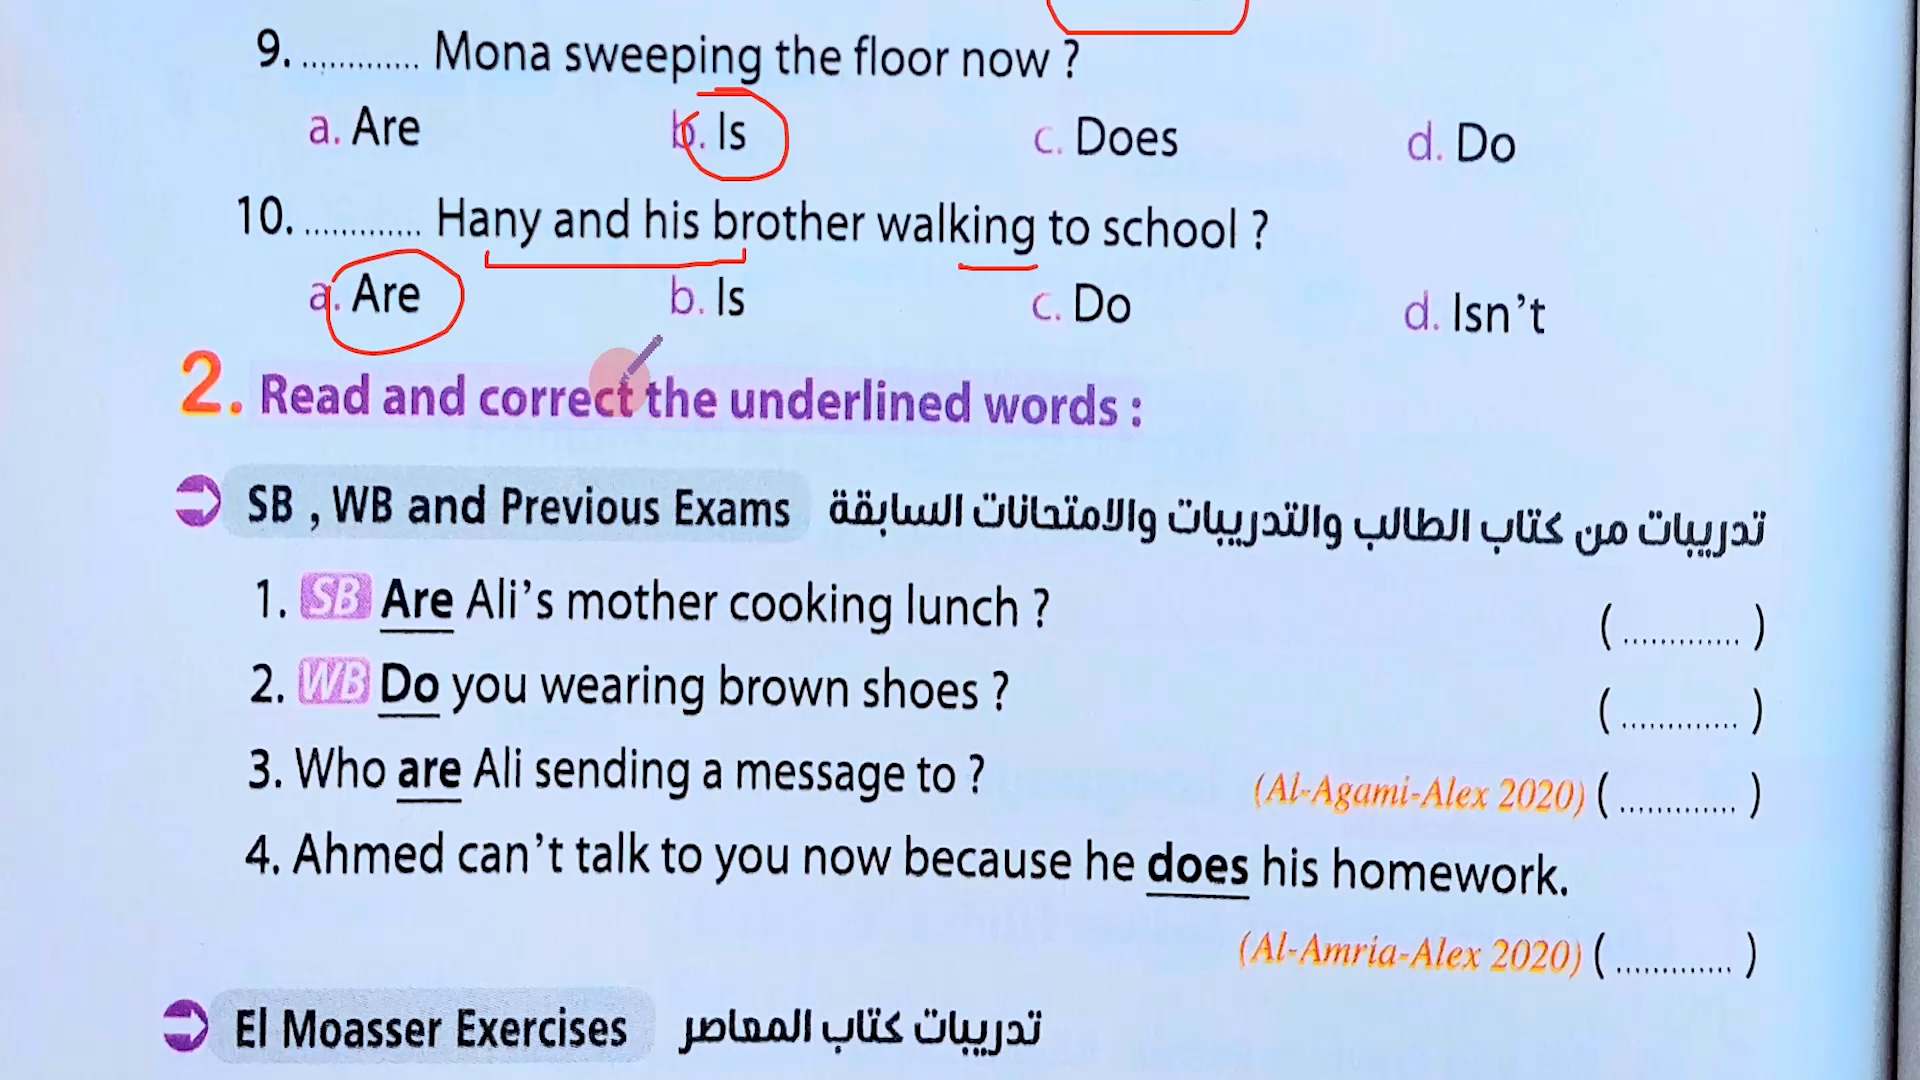 9. ............. Mona sweeping the floor now ?
a. Are b. Is c. Does d. Do
10. ............. Hany and his brother walking to school ?
a. Are b. Is c. Do d. Isn't
2. Read and correct the underlined words :
SB , WB and Previous Exams تدريبات من كتاب الطالب والتدريبات والامتحانات السابقة
1. SB Are Ali's mother cooking lunch ? ( ............. )
2. WB Do you wearing brown shoes ? ( ............. )
3. Who are Ali sending a message to ? (Al-Agami-Alex 2020) ( ............. )
4. Ahmed can't talk to you now because he does his homework.
(Al-Amria-Alex 2020) ( ............. )
El Moasser Exercises تدريبات كتاب المعاصر